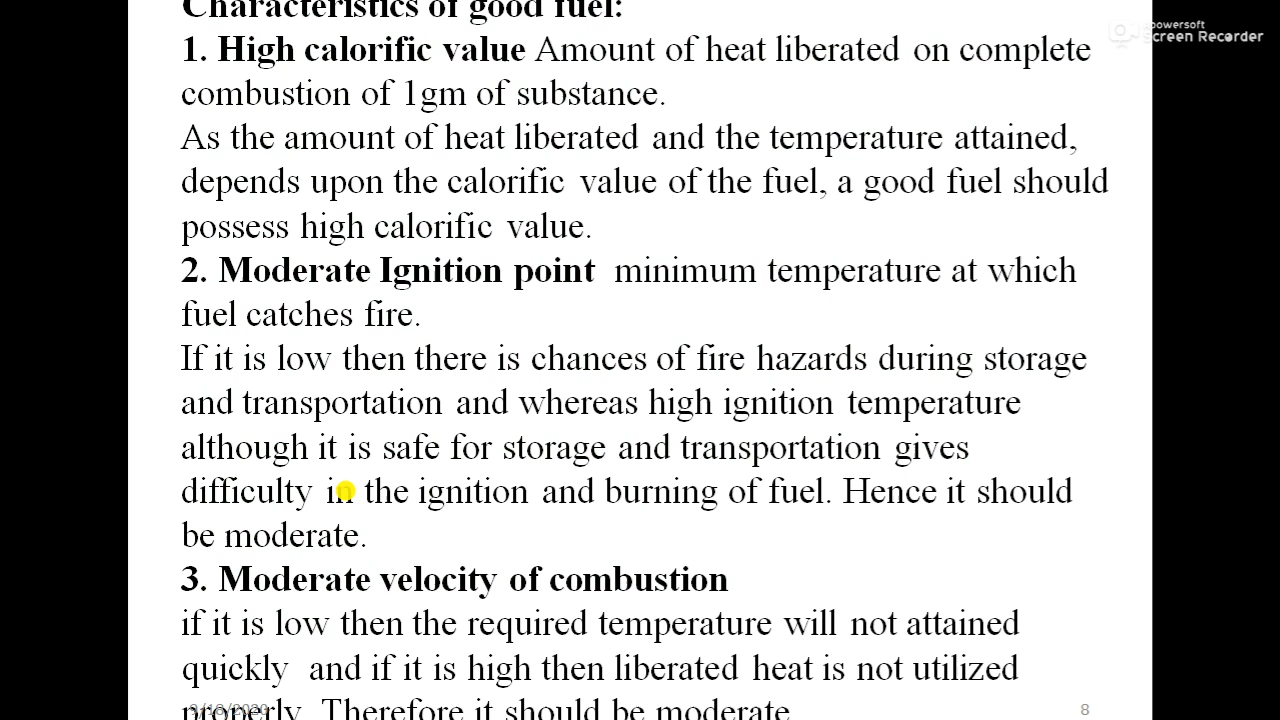 Characteristics of good fuel:
1. High calorific value Amount of heat liberated on complete
combustion of 1gm of substance.
As the amount of heat liberated and the temperature attained,
depends upon the calorific value of the fuel, a good fuel should
possess high calorific value.
2. Moderate Ignition point minimum temperature at which
fuel catches fire.
If it is low then there is chances of fire hazards during storage
and transportation and whereas high ignition temperature
although it is safe for storage and transportation gives
difficulty in the ignition and burning of fuel. Hence it should
be moderate.
3. Moderate velocity of combustion
if it is low then the required temperature will not attained
quickly and if it is high then liberated heat is not utilized
properly. Therefore it should be moderate
8
Screen Recorder